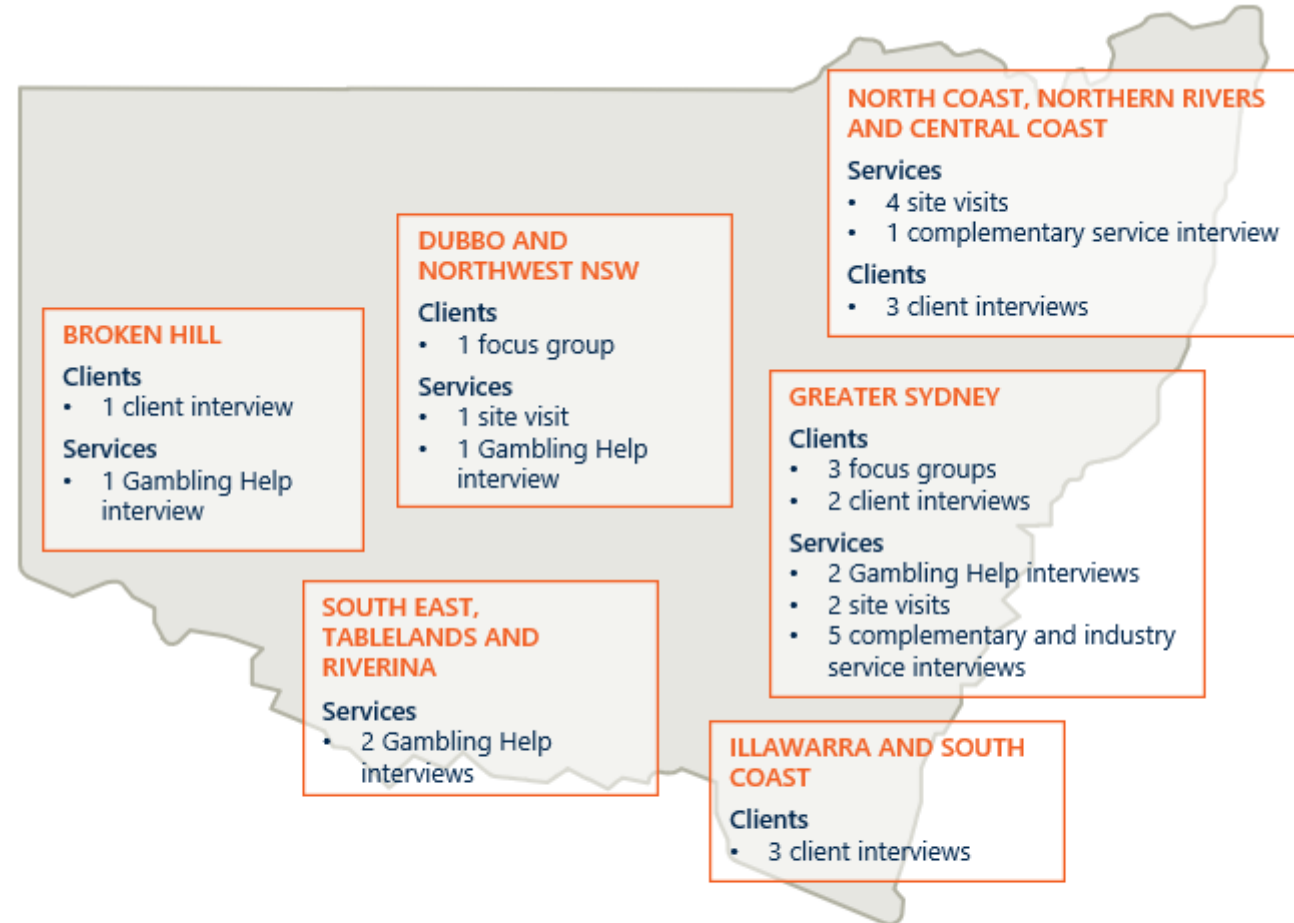 NORTH COAST, NORTHERN RIVERS
AND CENTRAL COAST
Services
• 4 site visits
• 1 complementary service interview
Clients
• 3 client interviews
DUBBO AND
NORTHWEST NSW
Clients
• 1 focus group
Services
• 1 site visit
• 1 Gambling Help
interview
BROKEN HILL
Clients
• 1 client interview
Services
• 1 Gambling Help
interview
GREATER SYDNEY
Clients
• 3 focus groups
• 2 client interviews
Services
• 2 Gambling Help interviews
• 2 site visits
• 5 complementary and industry
service interviews
SOUTH EAST,
TABLELANDS AND
RIVERINA
Services
• 2 Gambling Help
interviews
ILLAWARRA AND SOUTH
COAST
Clients
• 3 client interviews